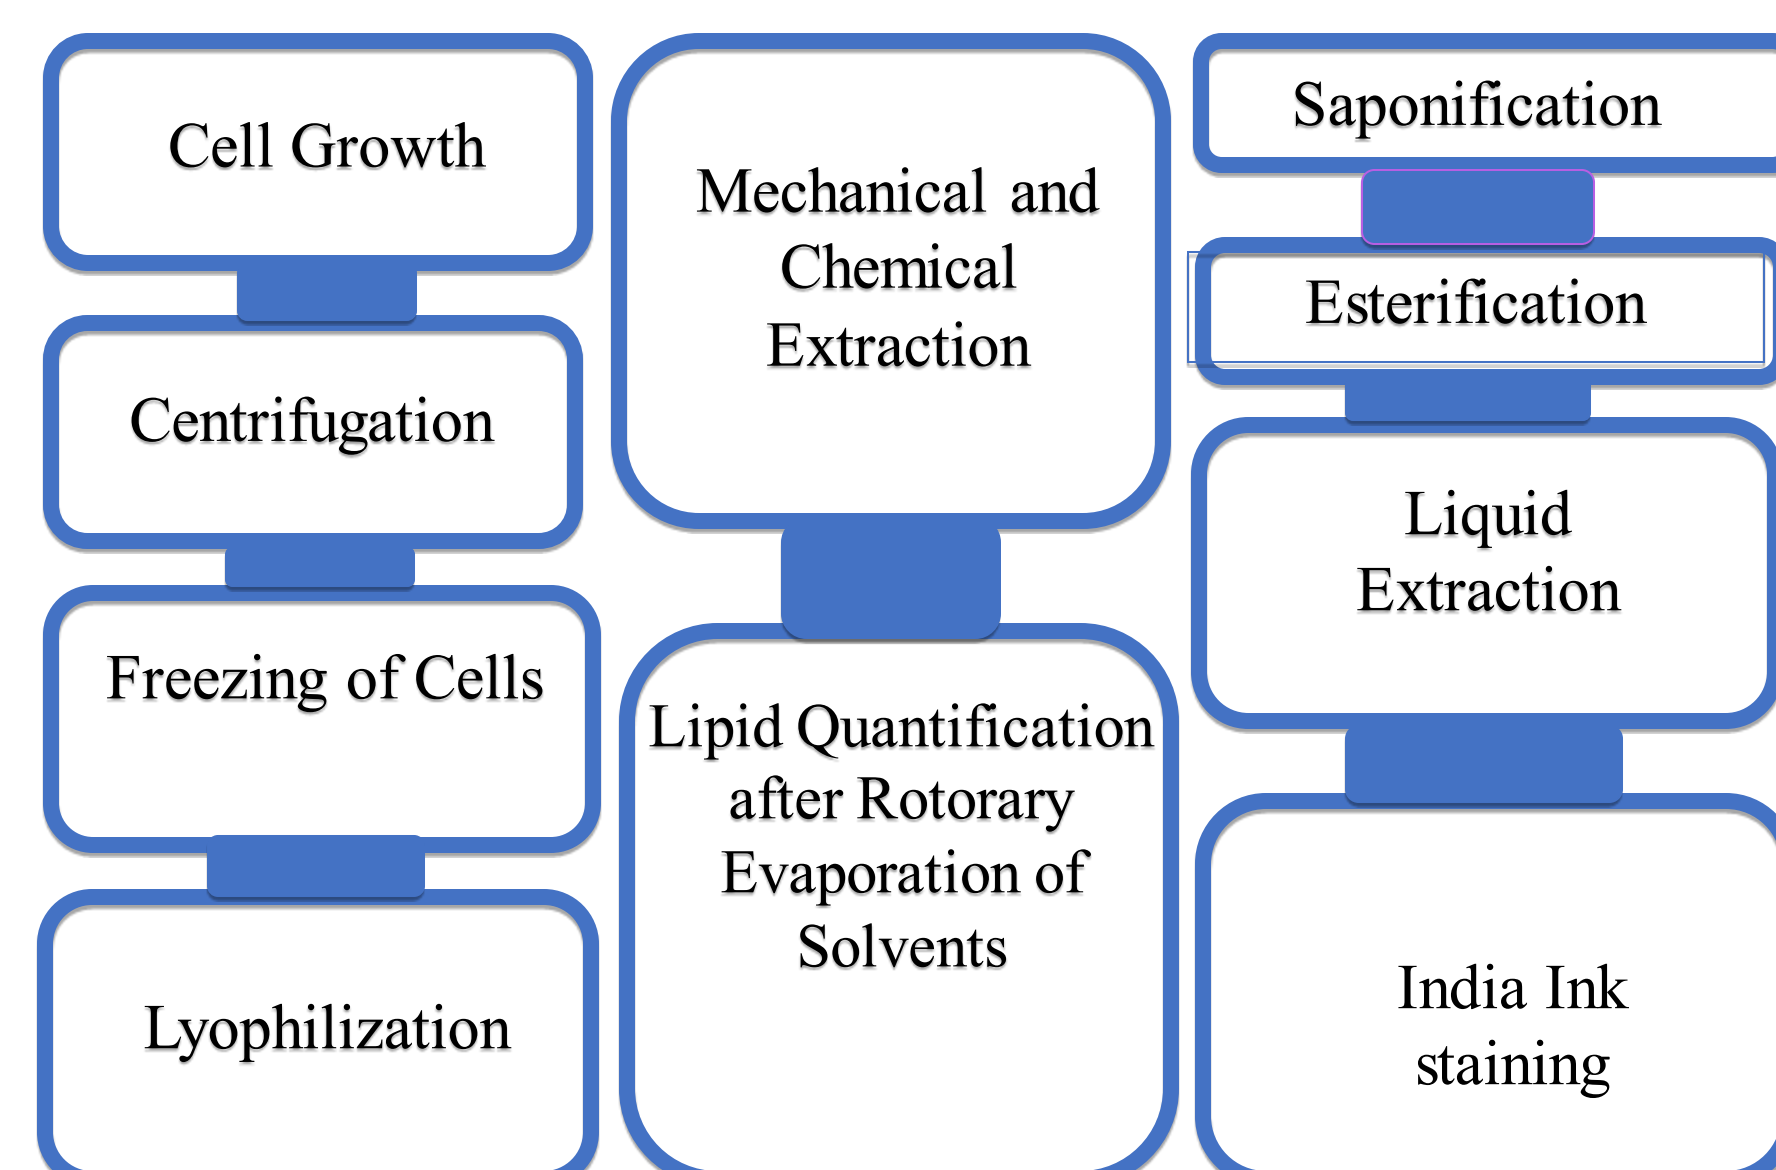 Cell Growth
Centrifugation
Freezing of Cells
Lyophilization
Mechanical and
Chemical
Extraction
Lipid Quantification
after Rotorary
Evaporation of
Solvents
Saponification
Esterification
Liquid
Extraction
India Ink
staining